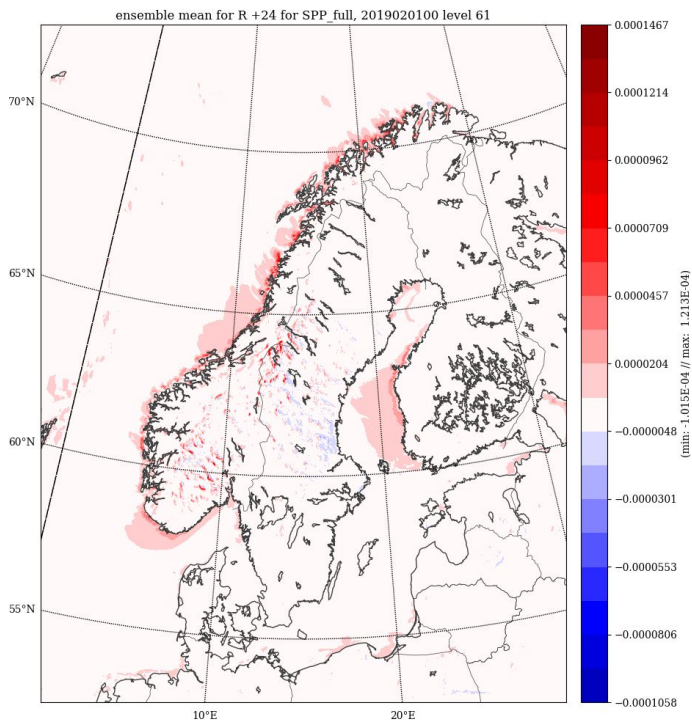 ensemble mean for R +24 for SPP_full, 2019020100 level 61
70°N
65°N
60°N
55°N
10°E
20°E
0.0001467
0.0001214
0.0000962
0.0000709
0.0000457
0.0000204
−0.0000048
−0.0000301
−0.0000553
−0.0000806
−0.0001058
(min: -1.015E-04 // max:  1.213E-04)